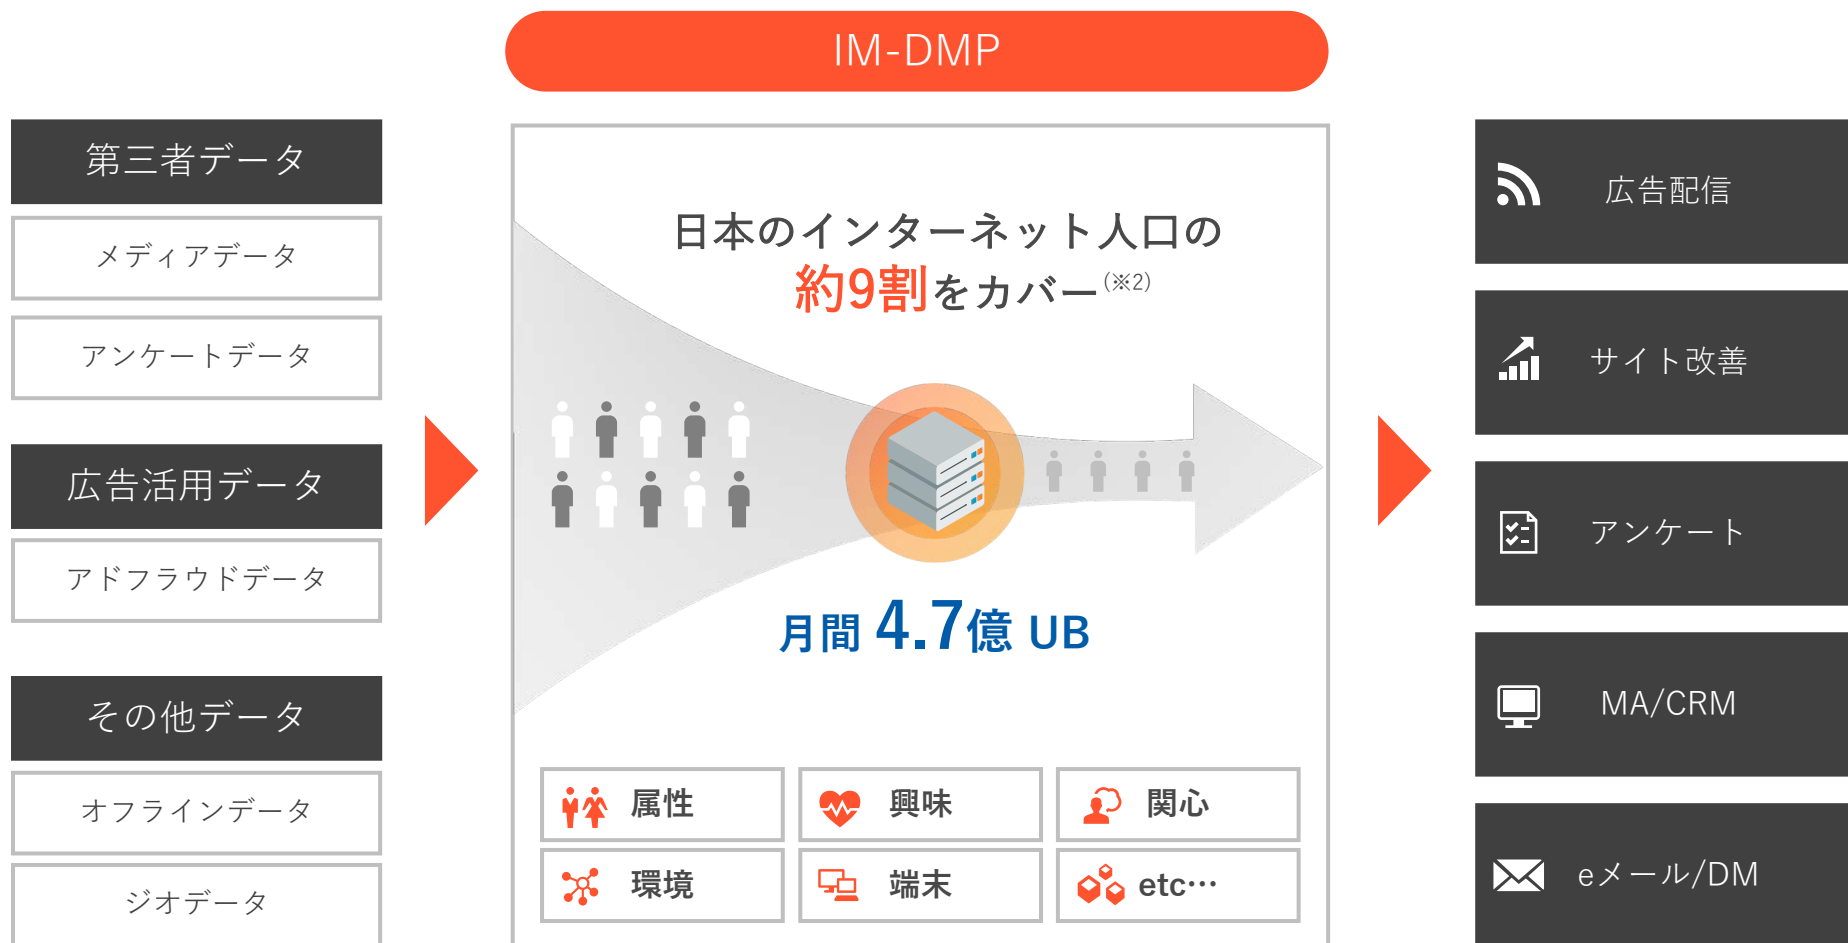 IM-DMP
第三者データ
メディアデータ
アンケートデータ
広告活用データ
アドフラウドデータ
その他データ
オフラインデータ
ジオデータ
日本のインターネット人口の
約9割をカバー(※2)
月間 4.7億 UB
属性
興味
関心
環境
端末
etc…
広告配信
サイト改善
アンケート
MA/CRM
eメール/DM